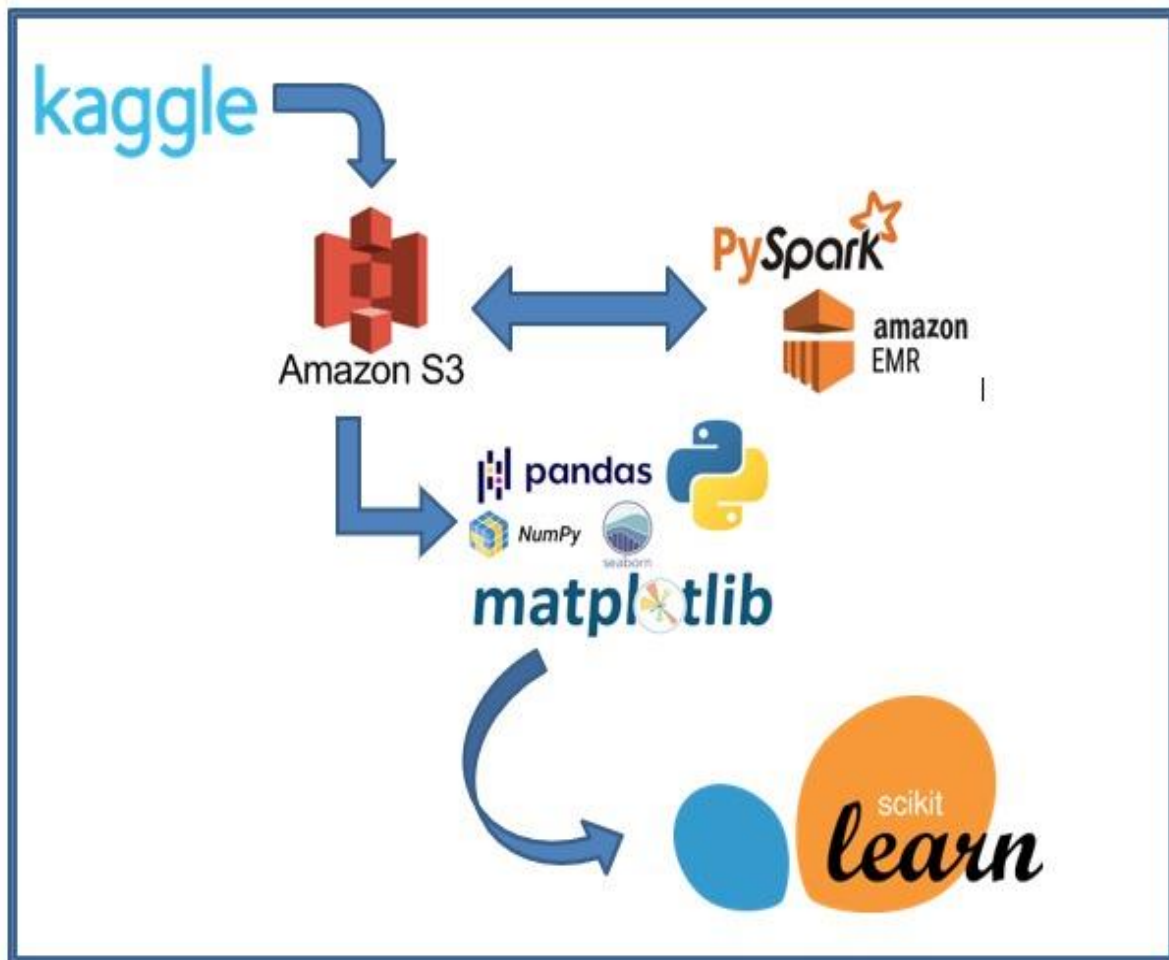 kaggle
PySpark
amazon
EMR
Amazon S3
pandas
NumPy
seaborn
matplotlib
scikit
learn